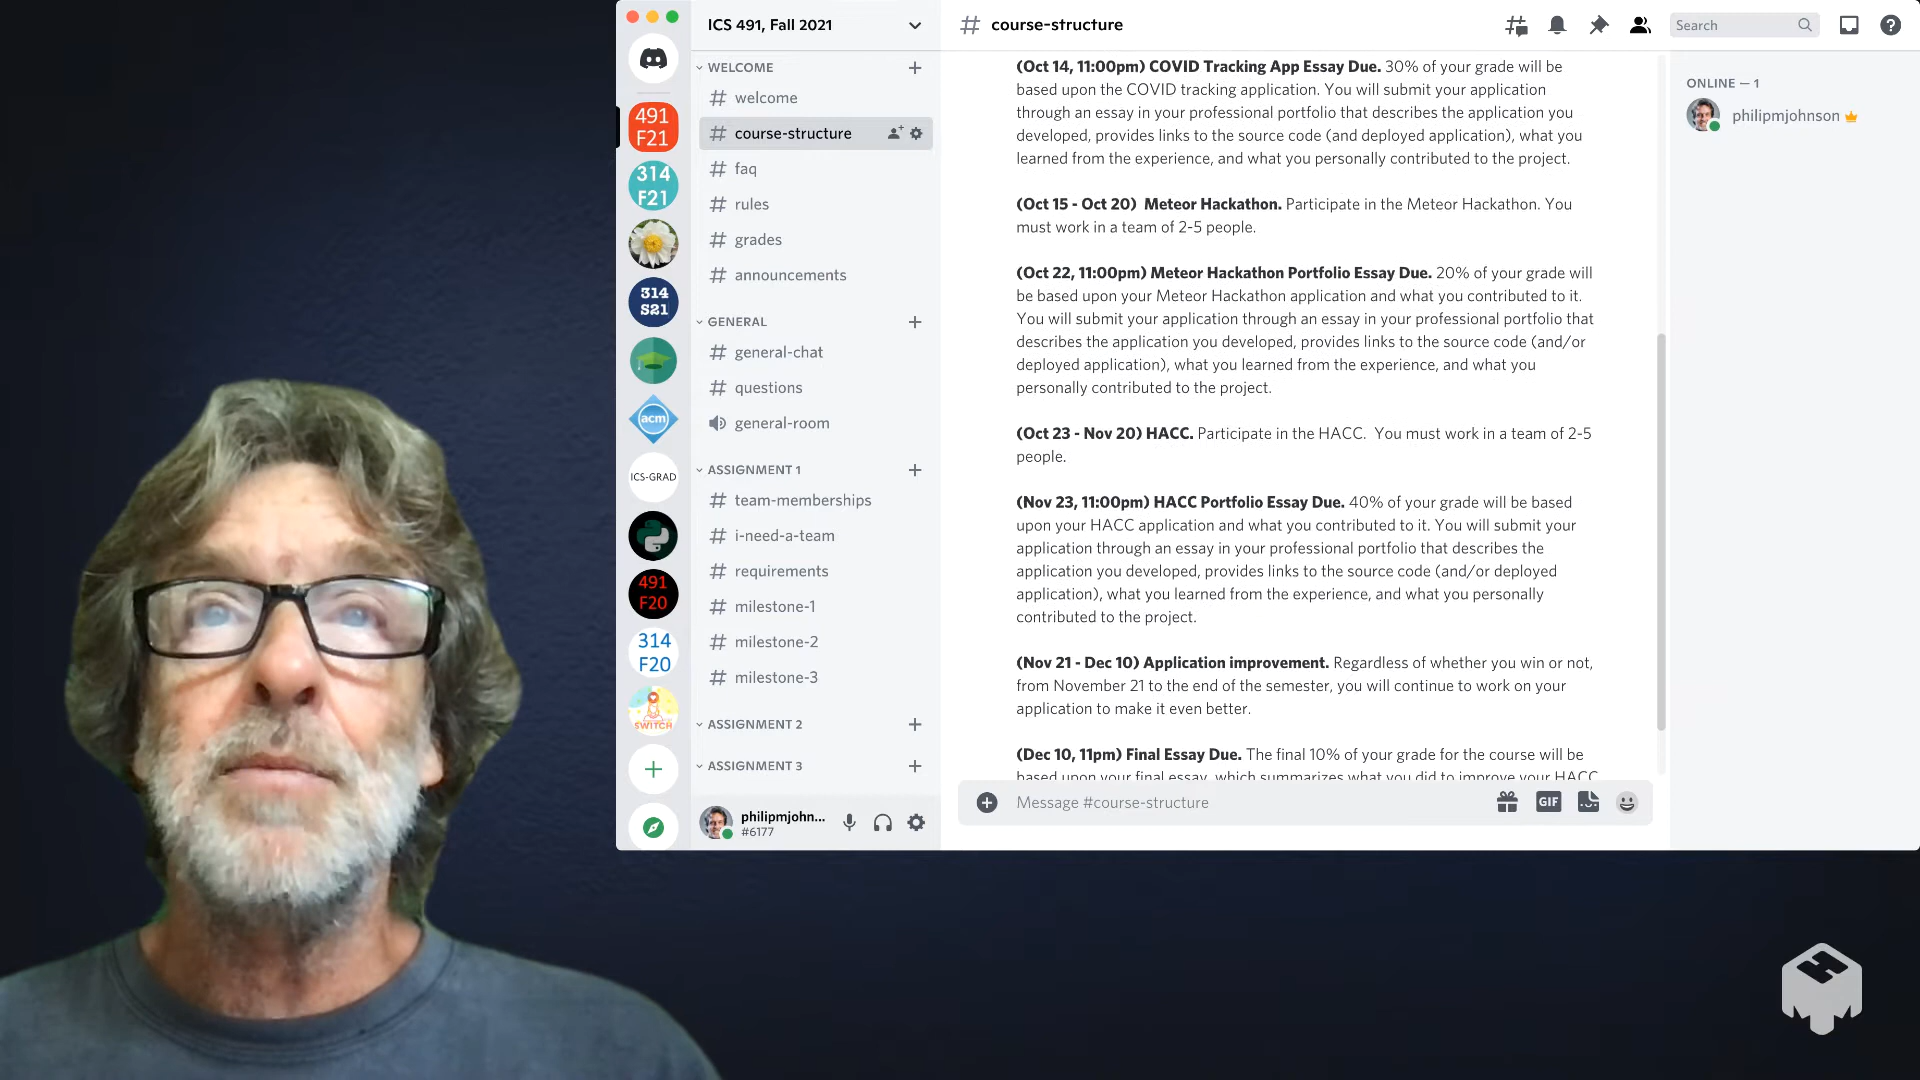 ICS 491, Fall 2021
course-structure
Search
WELCOME
welcome
course-structure
faq
rules
grades
announcements
GENERAL
general-chat
questions
general-room
ASSIGNMENT 1
team-memberships
i-need-a-team
requirements
milestone-1
milestone-2
milestone-3
ASSIGNMENT 2
ASSIGNMENT 3
491
F21
314
F21
314
S21
acm
ICS-GRAD
491
F20
314
F20
SWITCH
philipmjohn...
#6177
(Oct 14, 11:00pm) COVID Tracking App Essay Due. 30% of your grade will be
based upon the COVID tracking application. You will submit your application
through an essay in your professional portfolio that describes the application you
developed, provides links to the source code (and deployed application), what you
learned from the experience, and what you personally contributed to the project.
(Oct 15 - Oct 20)  Meteor Hackathon. Participate in the Meteor Hackathon. You
must work in a team of 2-5 people.
(Oct 22, 11:00pm) Meteor Hackathon Portfolio Essay Due. 20% of your grade will
be based upon your Meteor Hackathon application and what you contributed to it.
You will submit your application through an essay in your professional portfolio that
describes the application you developed, provides links to the source code (and/or
deployed application), what you learned from the experience, and what you
personally contributed to the project.
(Oct 23 - Nov 20) HACC. Participate in the HACC.  You must work in a team of 2-5
people.
(Nov 23, 11:00pm) HACC Portfolio Essay Due. 40% of your grade will be based
upon your HACC application and what you contributed to it. You will submit your
application through an essay in your professional portfolio that describes the
application you developed, provides links to the source code (and/or deployed
application), what you learned from the experience, and what you personally
contributed to the project.
(Nov 21 - Dec 10) Application improvement. Regardless of whether you win or not,
from November 21 to the end of the semester, you will continue to work on your
application to make it even better.
(Dec 10, 11pm) Final Essay Due. The final 10% of your grade for the course will be
based upon your final essay, which summarizes what you did to improve your HACC
Message #course-structure
GIF
ONLINE — 1
philipmjohnson